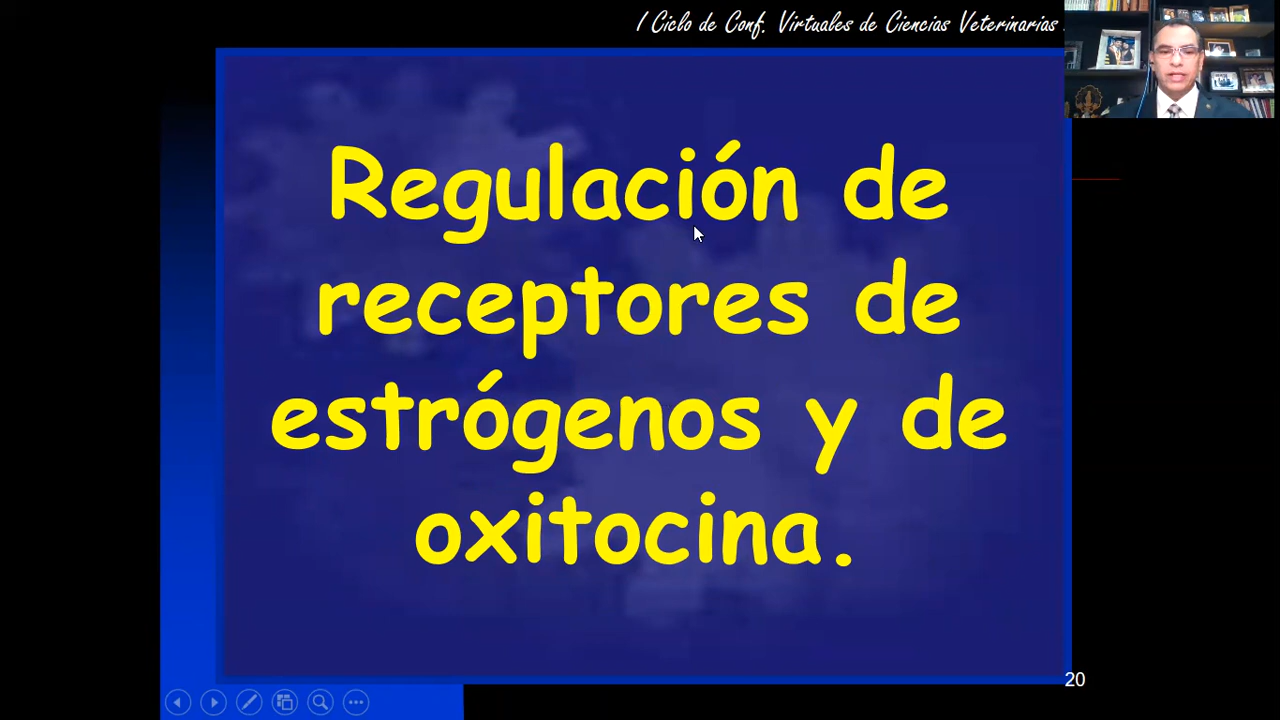 I Ciclo de Conf. Virtuales de Ciencias Veterinarias
Regulación de
receptores de
estrógenos y de
oxitocina.
20